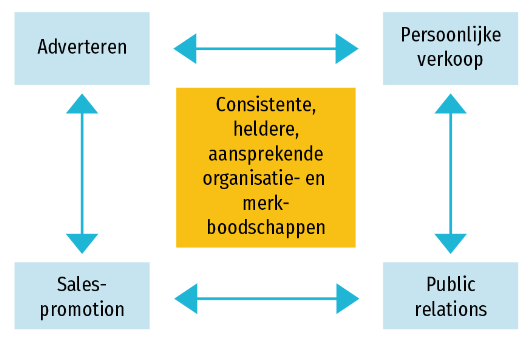 Adverteren
Persoonlijke
verkoop
Consistente,
heldere,
aansprekende
organisatie- en
merk-
boodschappen
Sales-
promotion
Public
relations